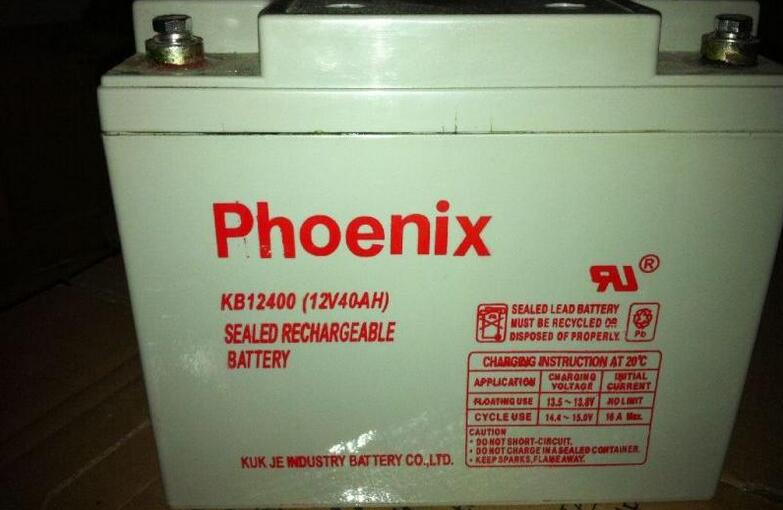 Phoenix
KB12400 (12V40AH)
SEALED RECHARGEABLE
BATTERY
RU®
SEALED LEAD BATTERY
MUST BE RECYCLED OR
DISPOSED OF PROPERLY.
Pb
CHARGING INSTRUCTION AT 20°C
APPLICATION CHARGING VOLTAGE INITIAL CURRENT
FLOATING USE 13.5 ~ 13.8V NO LIMIT
CYCLE USE 14.4 ~ 15.0V 16 A Max.
CAUTION
• DO NOT SHORT-CIRCUIT.
• DO NOT CHARGE IN A SEALED CONTAINER.
• KEEP SPARKS, FLAME AWAY.
KUK JE INDUSTRY BATTERY CO.,LTD.